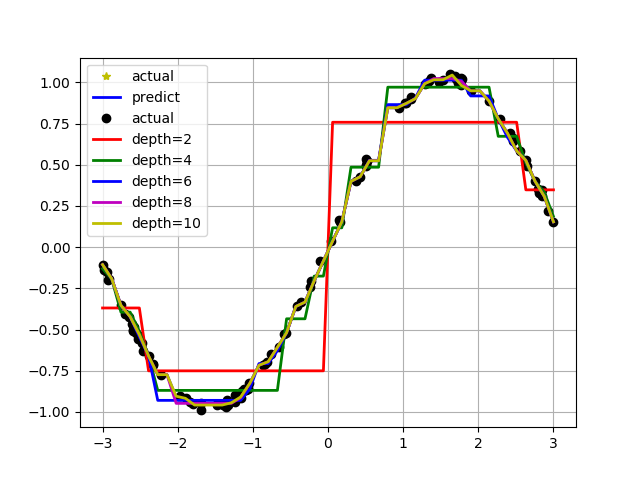 1.00
0.75
0.50
0.25
0.00
−0.25
−0.50
−0.75
−1.00
actual
predict
actual
depth=2
depth=4
depth=6
depth=8
depth=10
−3 −2 −1 0 1 2 3